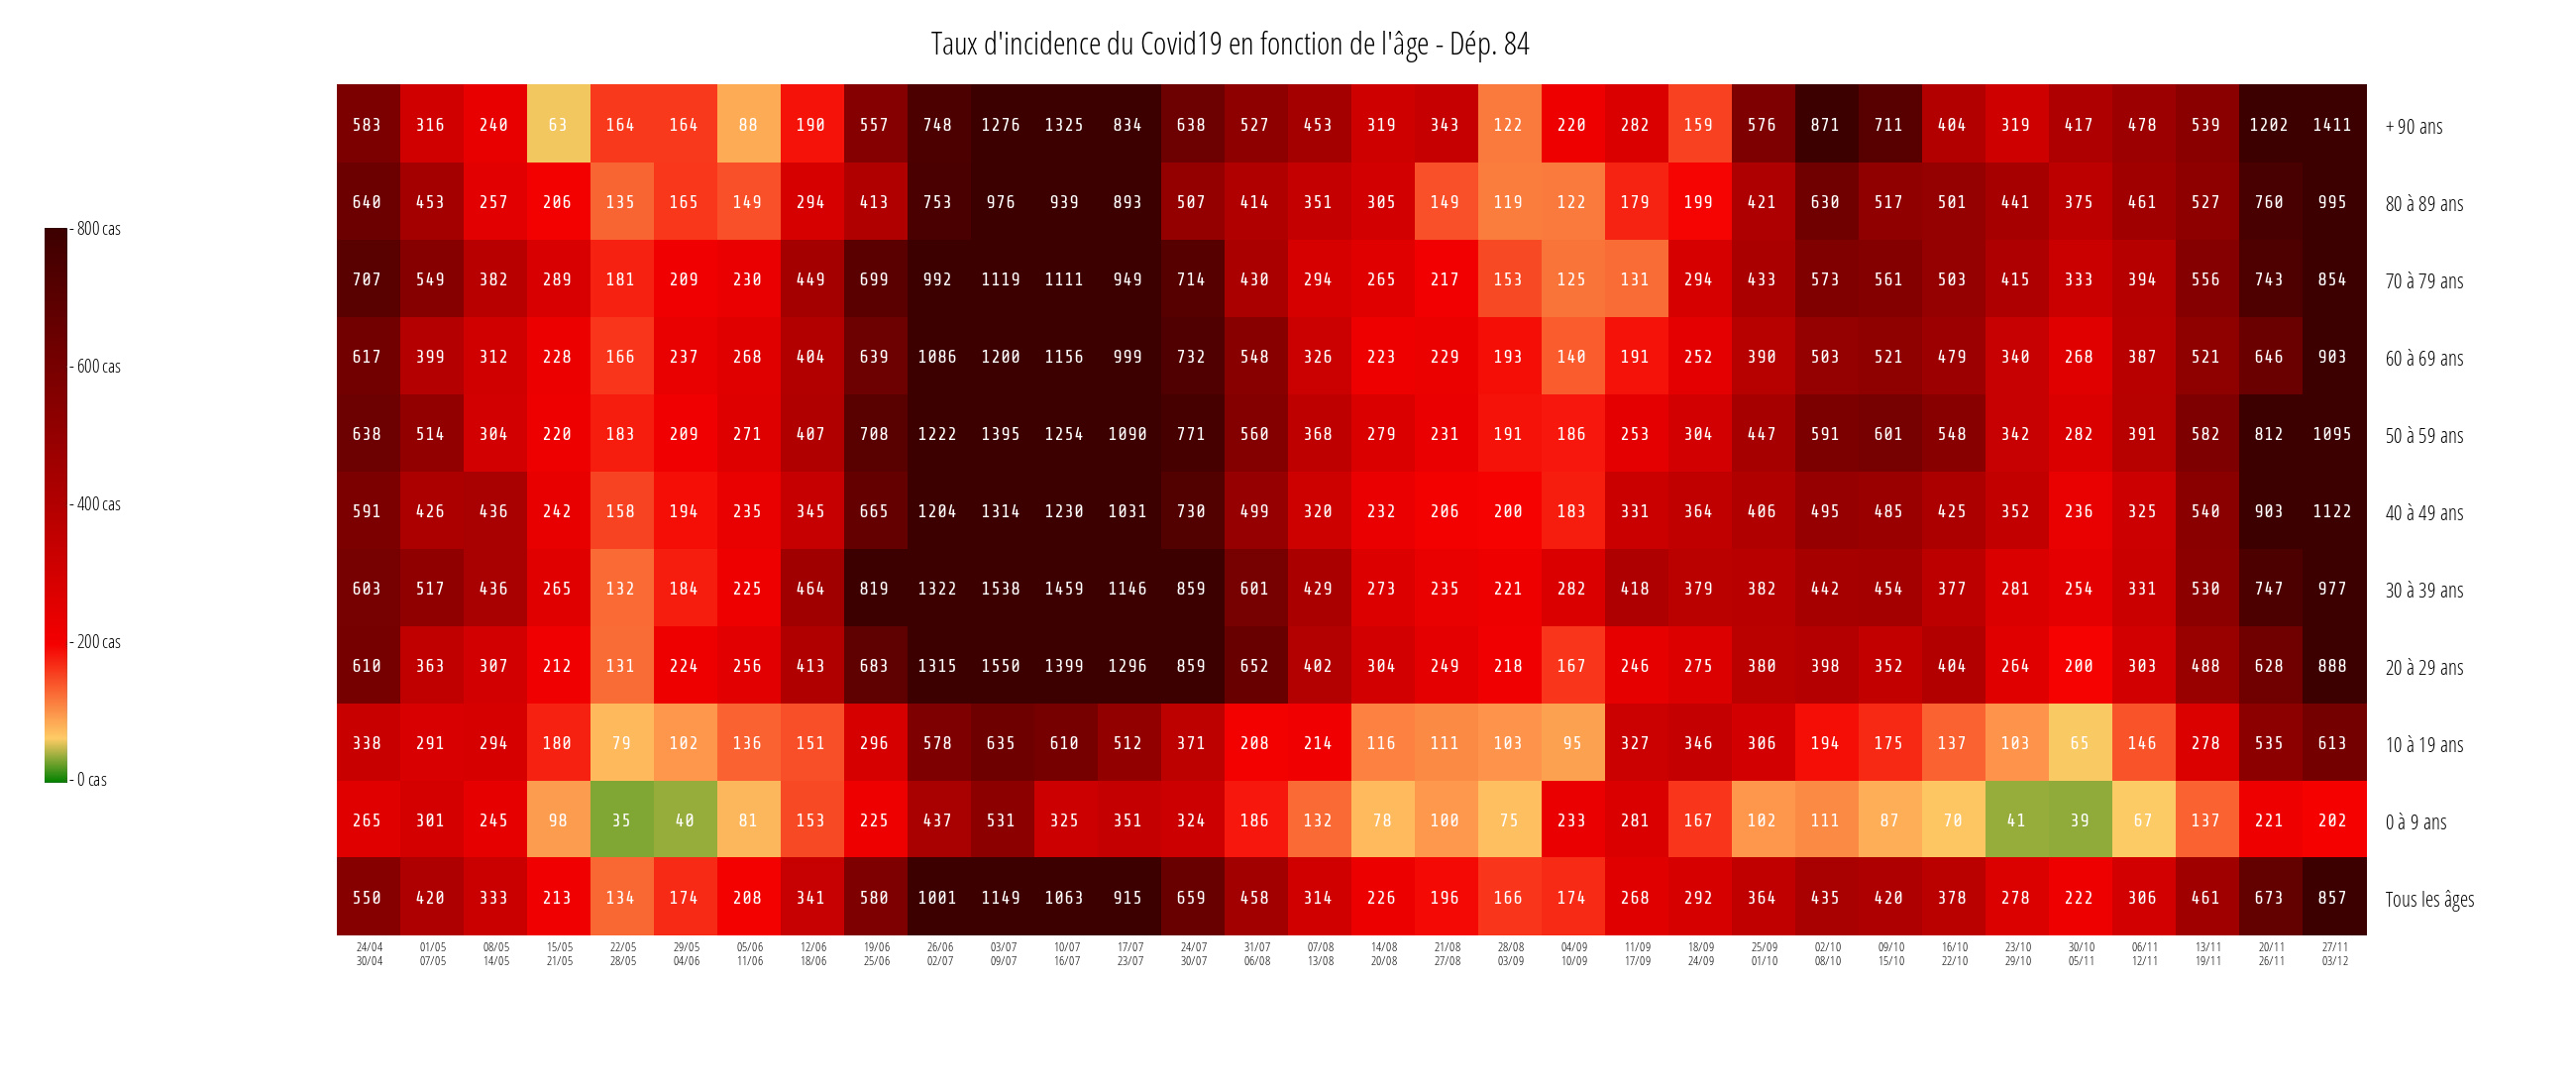 Taux d'incidence du Covid19 en fonction de l'âge - Dép. 84
- 800 cas
- 600 cas
- 400 cas
- 200 cas
- 0 cas
583 316 240 63 164 164 88 190 557 748 1276 1325 834 638 527 453 319 343 122 220 282 159 576 871 711 404 319 417 478 539 1202 1411 + 90 ans
640 453 257 206 135 165 149 294 413 753 976 939 893 507 414 351 305 149 119 122 179 199 421 630 517 501 441 375 461 527 760 995 80 à 89 ans
707 549 382 289 181 209 230 449 699 992 1119 1111 949 714 430 294 265 217 153 125 131 294 433 573 561 503 415 333 394 556 743 854 70 à 79 ans
617 399 312 228 166 237 268 404 639 1086 1200 1156 999 732 548 326 223 229 193 140 191 252 390 503 521 479 340 268 387 521 646 903 60 à 69 ans
638 514 304 220 183 209 271 407 708 1222 1395 1254 1090 771 560 368 279 231 191 186 253 304 447 591 601 548 342 282 391 582 812 1095 50 à 59 ans
591 426 436 242 158 194 235 345 665 1204 1314 1230 1031 730 499 320 232 206 200 183 331 364 406 495 485 425 352 236 325 540 903 1122 40 à 49 ans
603 517 436 265 132 184 225 464 819 1322 1538 1459 1146 859 601 429 273 235 221 282 418 379 382 442 454 377 281 254 331 530 747 977 30 à 39 ans
610 363 307 212 131 224 256 413 683 1315 1550 1399 1296 859 652 402 304 249 218 167 246 275 380 398 352 404 264 200 303 488 628 888 20 à 29 ans
338 291 294 180 79 102 136 151 296 578 635 610 512 371 208 214 116 111 103 95 327 346 306 194 175 137 103 65 146 278 535 613 10 à 19 ans
265 301 245 98 35 40 81 153 225 437 531 325 351 324 186 132 78 100 75 233 281 167 102 111 87 70 41 39 67 137 221 202 0 à 9 ans
550 420 333 213 134 174 208 341 580 1001 1149 1063 915 659 458 314 226 196 166 174 268 292 364 435 420 378 278 222 306 461 673 857 Tous les âges
24/04 01/05 08/05 15/05 22/05 29/05 05/06 12/06 19/06 26/06 03/07 10/07 17/07 24/07 31/07 07/08 14/08 21/08 28/08 04/09 11/09 18/09 25/09 02/10 09/10 16/10 23/10 30/10 06/11 13/11 20/11 27/11
30/04 07/05 14/05 21/05 28/05 04/06 11/06 18/06 25/06 02/07 09/07 16/07 23/07 30/07 06/08 13/08 20/08 27/08 03/09 10/09 17/09 24/09 01/10 08/10 15/10 22/10 29/10 05/11 12/11 19/11 26/11 03/12